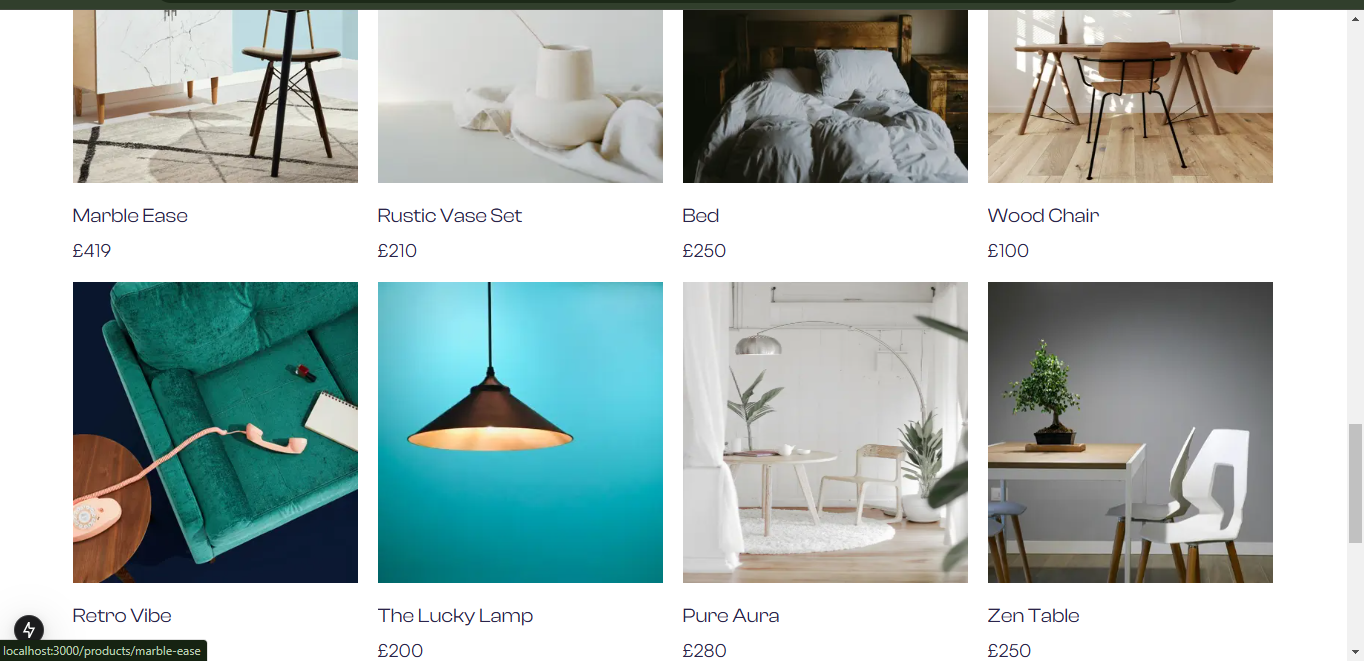 Marble Ease
Rustic Vase Set
Bed
Wood Chair
£419
£210
£250
£100
Retro Vibe
The Lucky Lamp
Pure Aura
Zen Table
£200
£280
£250
localhost:3000/products/marble-ease